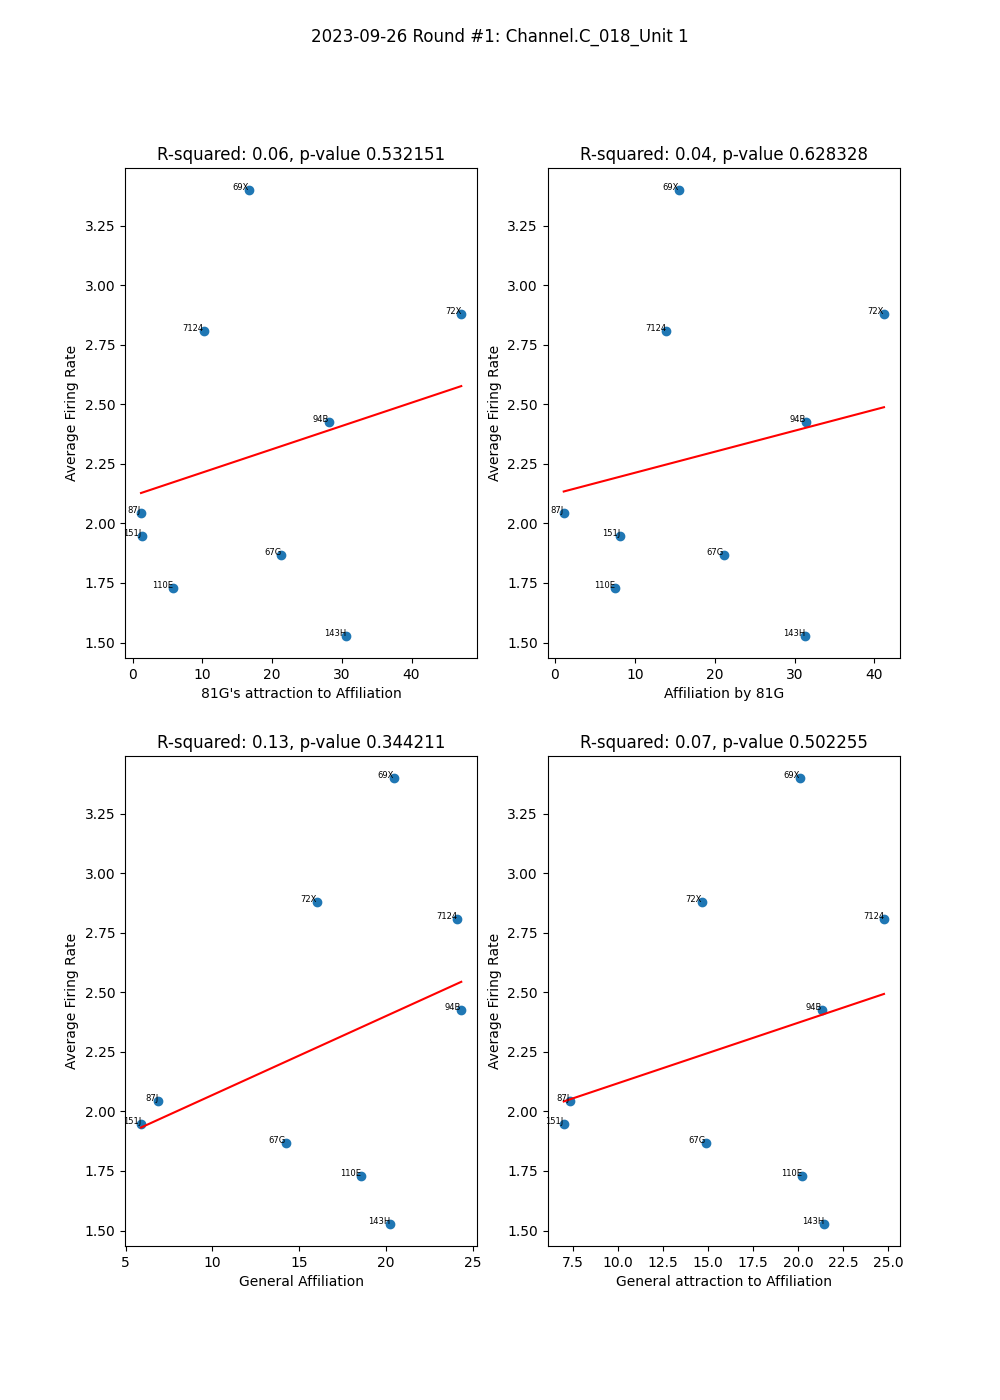 2023-09-26 Round #1: Channel.C_018_Unit 1
R-squared: 0.06, p-value 0.532151
69X
3.25
3.00
72X
7124
2.75
2.50
94B
2.25
87J
2.00
151J
67G
1.75
110E
143H
1.50
Average Firing Rate
0 10 20 30 40
81G's attraction to Affiliation
R-squared: 0.04, p-value 0.628328
69X
3.25
3.00
72X
7124
2.75
2.50
94B
2.25
87J
2.00
151J
67G
1.75
110E
143H
1.50
Average Firing Rate
0 10 20 30 40
Affiliation by 81G
R-squared: 0.13, p-value 0.344211
69X
3.25
3.00
72X
7124
2.75
2.50
94B
2.25
87J
2.00
151J
67G
1.75
110E
143H
1.50
Average Firing Rate
5 10 15 20 25
General Affiliation
R-squared: 0.07, p-value 0.502255
69X
3.25
3.00
72X
7124
2.75
2.50
94B
2.25
87J
2.00
151J
67G
1.75
110E
143H
1.50
Average Firing Rate
7.5 10.0 12.5 15.0 17.5 20.0 22.5 25.0
General attraction to Affiliation